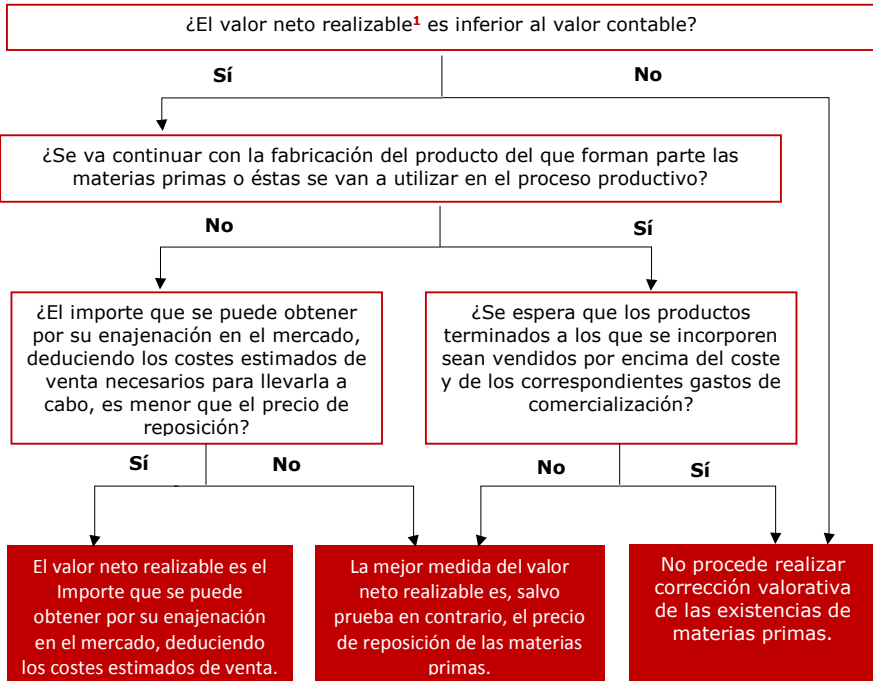 ¿El valor neto realizable¹ es inferior al valor contable?
Sí
No
¿Se va continuar con la fabricación del producto del que forman parte las
materias primas o éstas se van a utilizar en el proceso productivo?
No
Sí
¿El importe que se puede obtener
por su enajenación en el mercado,
deduciendo los costes estimados de
venta necesarios para llevarla a
cabo, es menor que el precio de
reposición?
¿Se espera que los productos
terminados a los que se incorporen
sean vendidos por encima del coste
y de los correspondientes gastos de
comercialización?
Sí
No
No
Sí
El valor neto realizable es el
Importe que se puede
obtener por su enajenación
en el mercado, deduciendo
los costes estimados de venta.
La mejor medida del valor
neto realizable es, salvo
prueba en contrario, el precio
de reposición de las materias
primas.
No procede realizar
corrección valorativa
de las existencias de
materias primas.